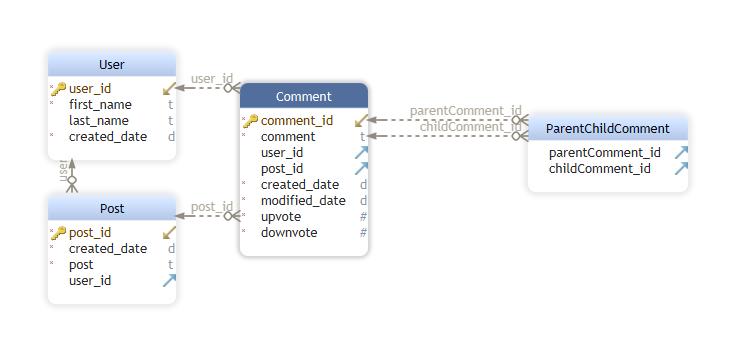 User
user_id
* first_name t
last_name t
* created_date d
user_id
user
Post
post_id
* created_date d
* post t
user_id
post_id
Comment
* comment_id
* comment t
user_id
post_id
* created_date d
* modified_date d
* upvote #
* downvote #
parentComment_id
childComment_id
ParentChildComment
parentComment_id
childComment_id